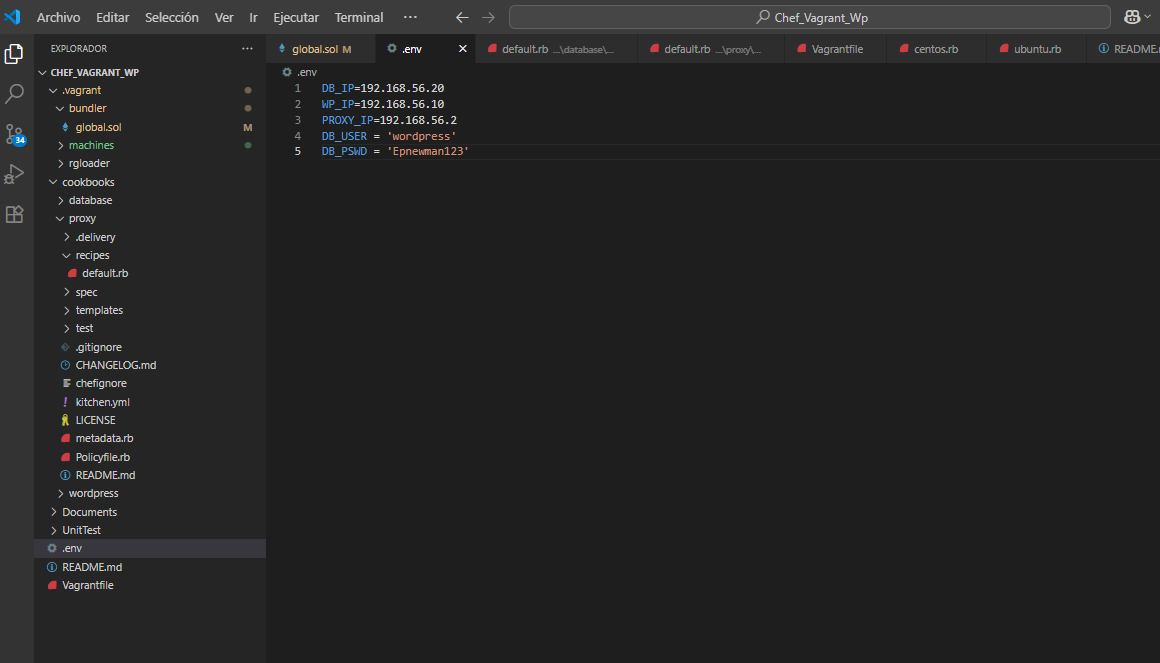 Archivo Editar Selección Ver Ir Ejecutar Terminal ··· Chef_Vagrant_Wp
EXPLORADOR ···
global.sol M .env default.rb ...\database\... default.rb ...\proxy\... Vagrantfile centos.rb ubuntu.rb README.
CHEF_VAGRANT_WP
.vagrant
bundler
global.sol M
machines
rgloader
cookbooks
database
proxy
.delivery
recipes
default.rb
spec
templates
test
.gitignore
CHANGELOG.md
chefignore
kitchen.yml
LICENSE
metadata.rb
Policyfile.rb
README.md
wordpress
Documents
UnitTest
.env
README.md
Vagrantfile
34
.env
1 DB_IP=192.168.56.20
2 WP_IP=192.168.56.10
3 PROXY_IP=192.168.56.2
4 DB_USER = 'wordpress'
5 DB_PSWD = 'Epnewman123'